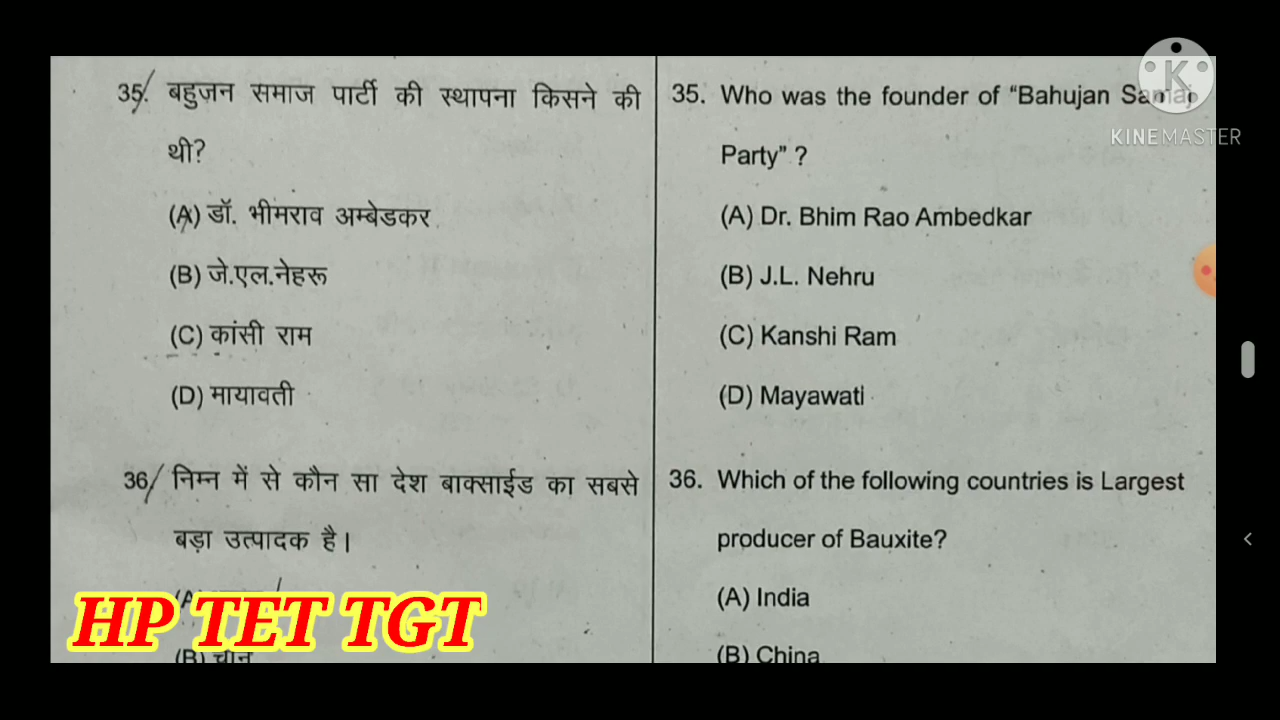 35. बहुजन समाज पार्टी की स्थापना किसने की
थी?
(A) डॉ. भीमराव अम्बेडकर
(B) जे.एल.नेहरू
(C) कांसी राम
(D) मायावती
36. निम्न में से कौन सा देश बाक्साईड का सबसे
बड़ा उत्पादक है।
(A)
(B) चीन
HP TET TGT
35. Who was the founder of “Bahujan Samaj
Party” ?
(A) Dr. Bhim Rao Ambedkar
(B) J.L. Nehru
(C) Kanshi Ram
(D) Mayawati
36. Which of the following countries is Largest
producer of Bauxite?
(A) India
(B) China
K
KINEMASTER